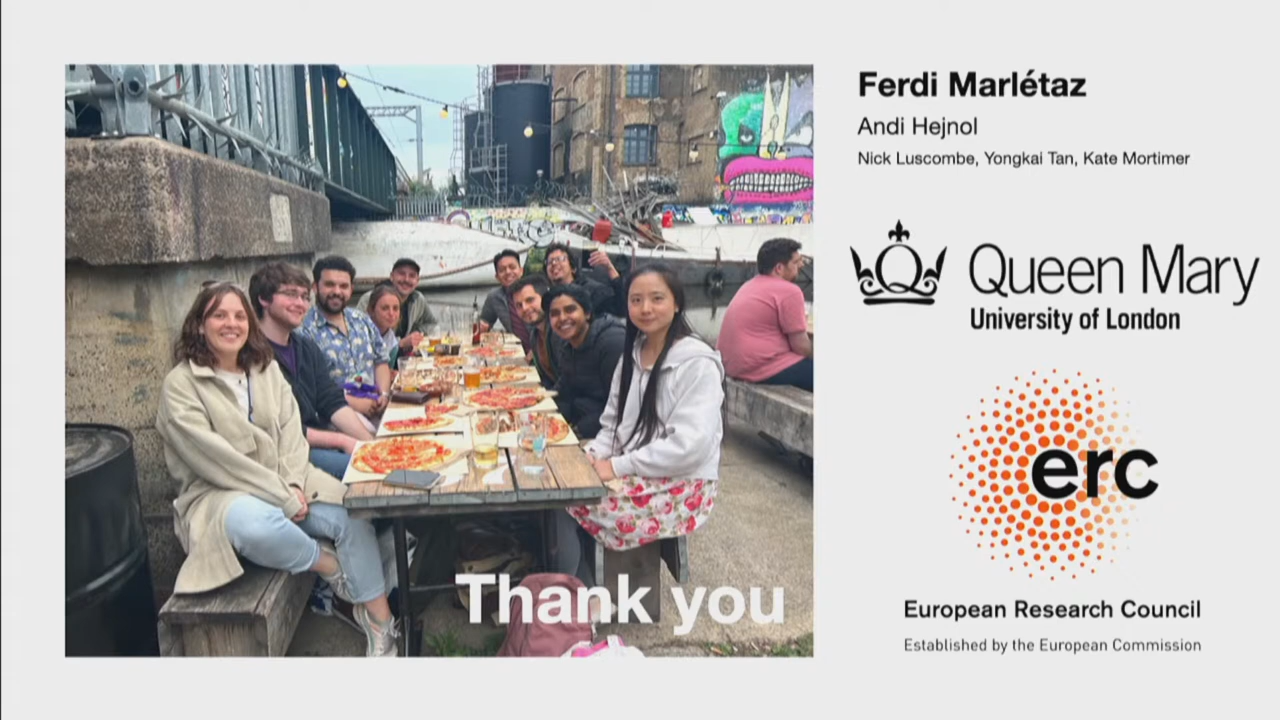 Ferdi Marlétaz
Andi Hejnol
Nick Luscombe, Yongkai Tan, Kate Mortimer
Queen Mary
University of London
erc
European Research Council
Established by the European Commission
Thank you